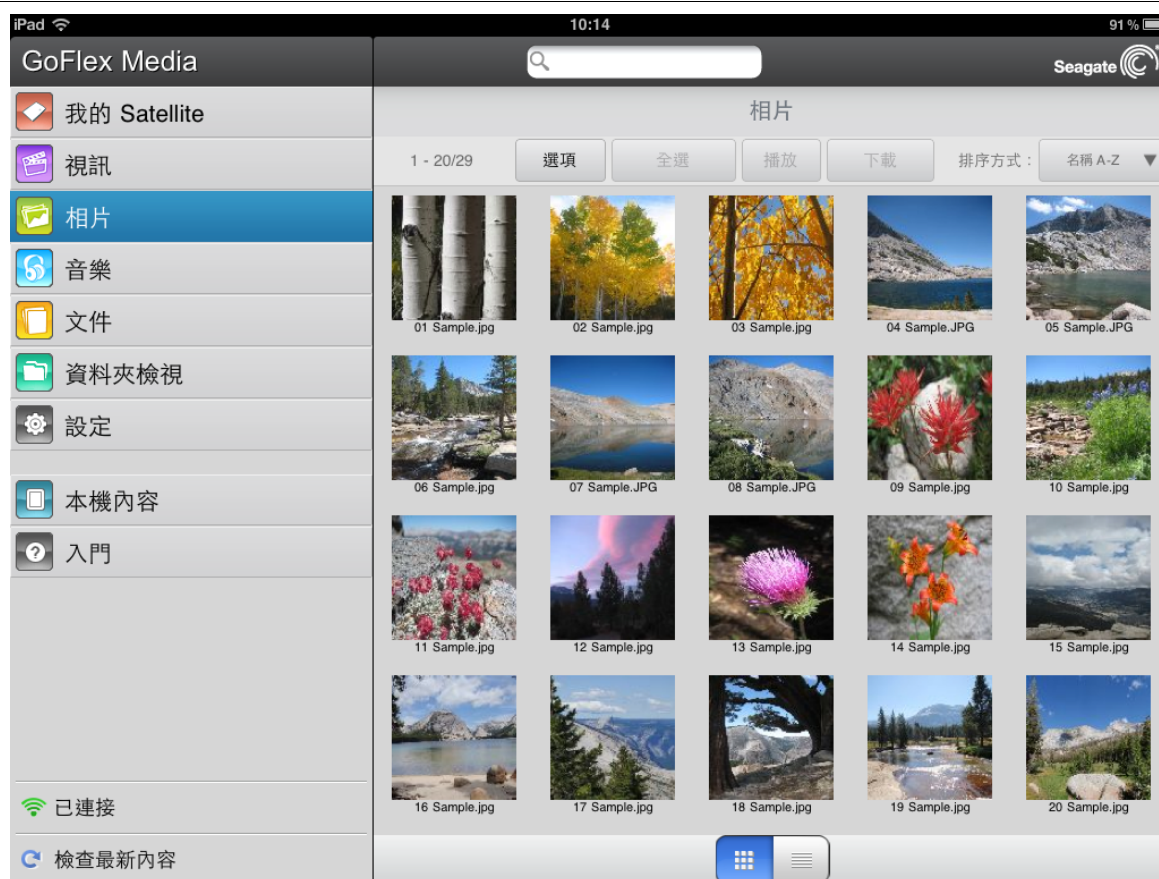 iPad 10:14 91 %
GoFlex Media
Seagate
我的 Satellite
視訊
相片
音樂
文件
資料夾檢視
設定
本機內容
入門
已連接
檢查最新內容
相片
1 - 20/29 選項 全選 播放 下載 排序方式： 名稱 A-Z ▼
01 Sample.jpg 02 Sample.jpg 03 Sample.jpg 04 Sample.JPG 05 Sample.JPG
06 Sample.jpg 07 Sample.JPG 08 Sample.JPG 09 Sample.jpg 10 Sample.jpg
11 Sample.jpg 12 Sample.jpg 13 Sample.jpg 14 Sample.jpg 15 Sample.jpg
16 Sample.jpg 17 Sample.jpg 18 Sample.jpg 19 Sample.jpg 20 Sample.jpg